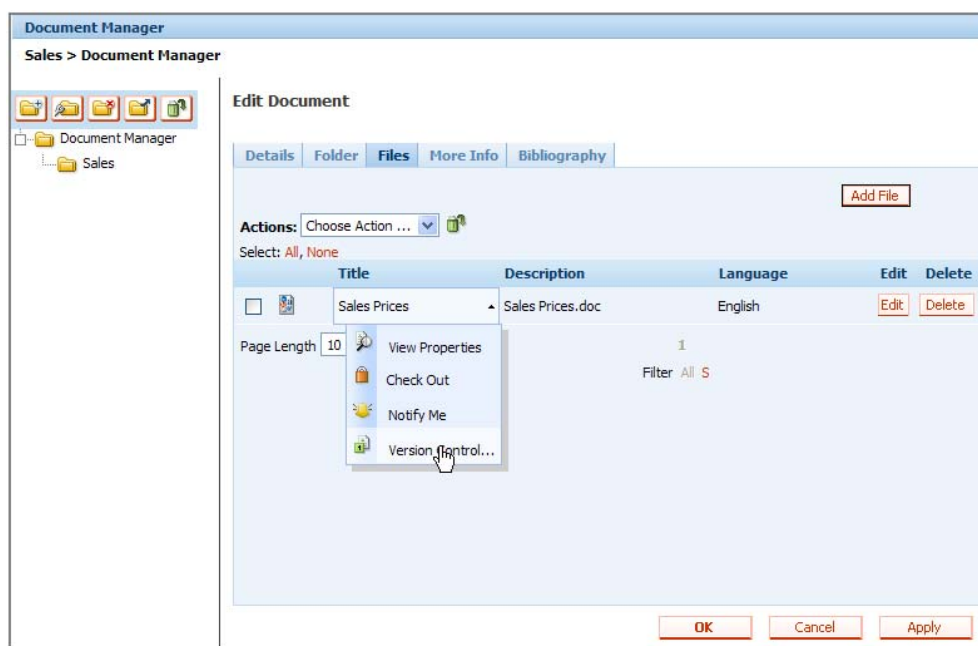 Document Manager
Sales > Document Manager
Edit Document
Document Manager
Sales
Details Folder Files More Info Bibliography
Add File
Actions: Choose Action ...
Select: All, None
Title Description Language Edit Delete
Sales Prices Sales Prices.doc English Edit Delete
Page Length 10 1
Filter All S
View Properties
Check Out
Notify Me
Version Control...
OK Cancel Apply